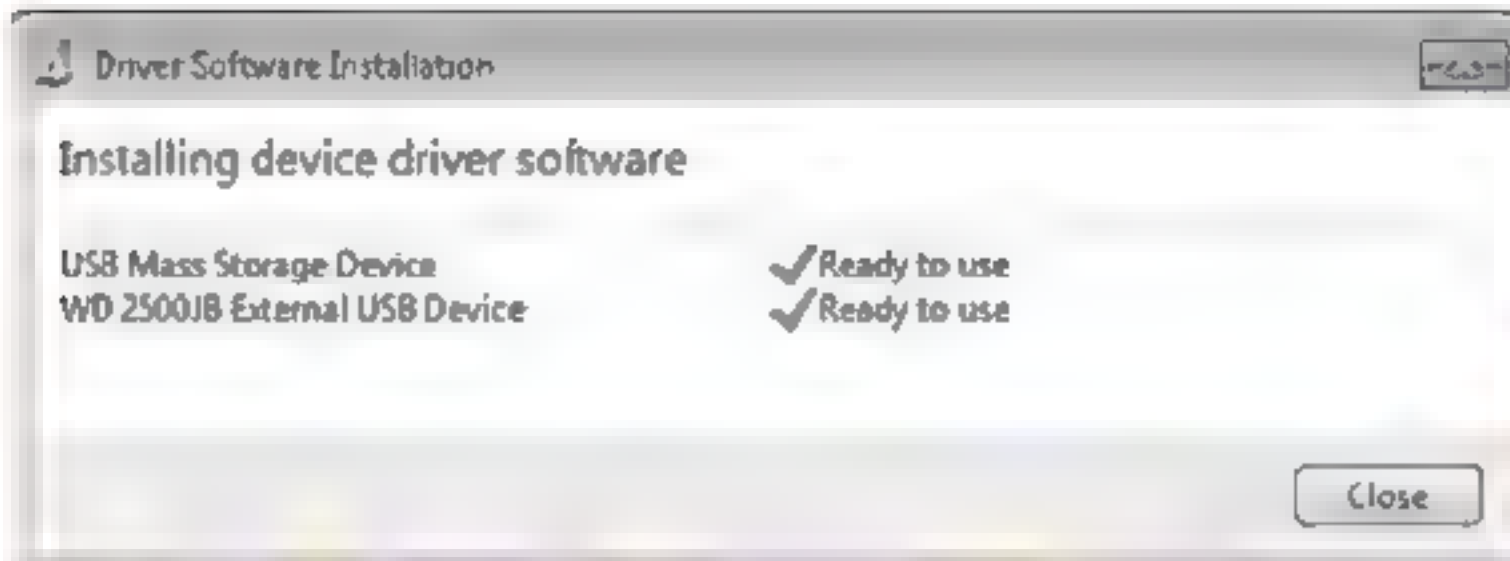 Driver Software Installation
Installing device driver software
USB Mass Storage Device Ready to use
WD 2500JB External USB Device Ready to use
Close